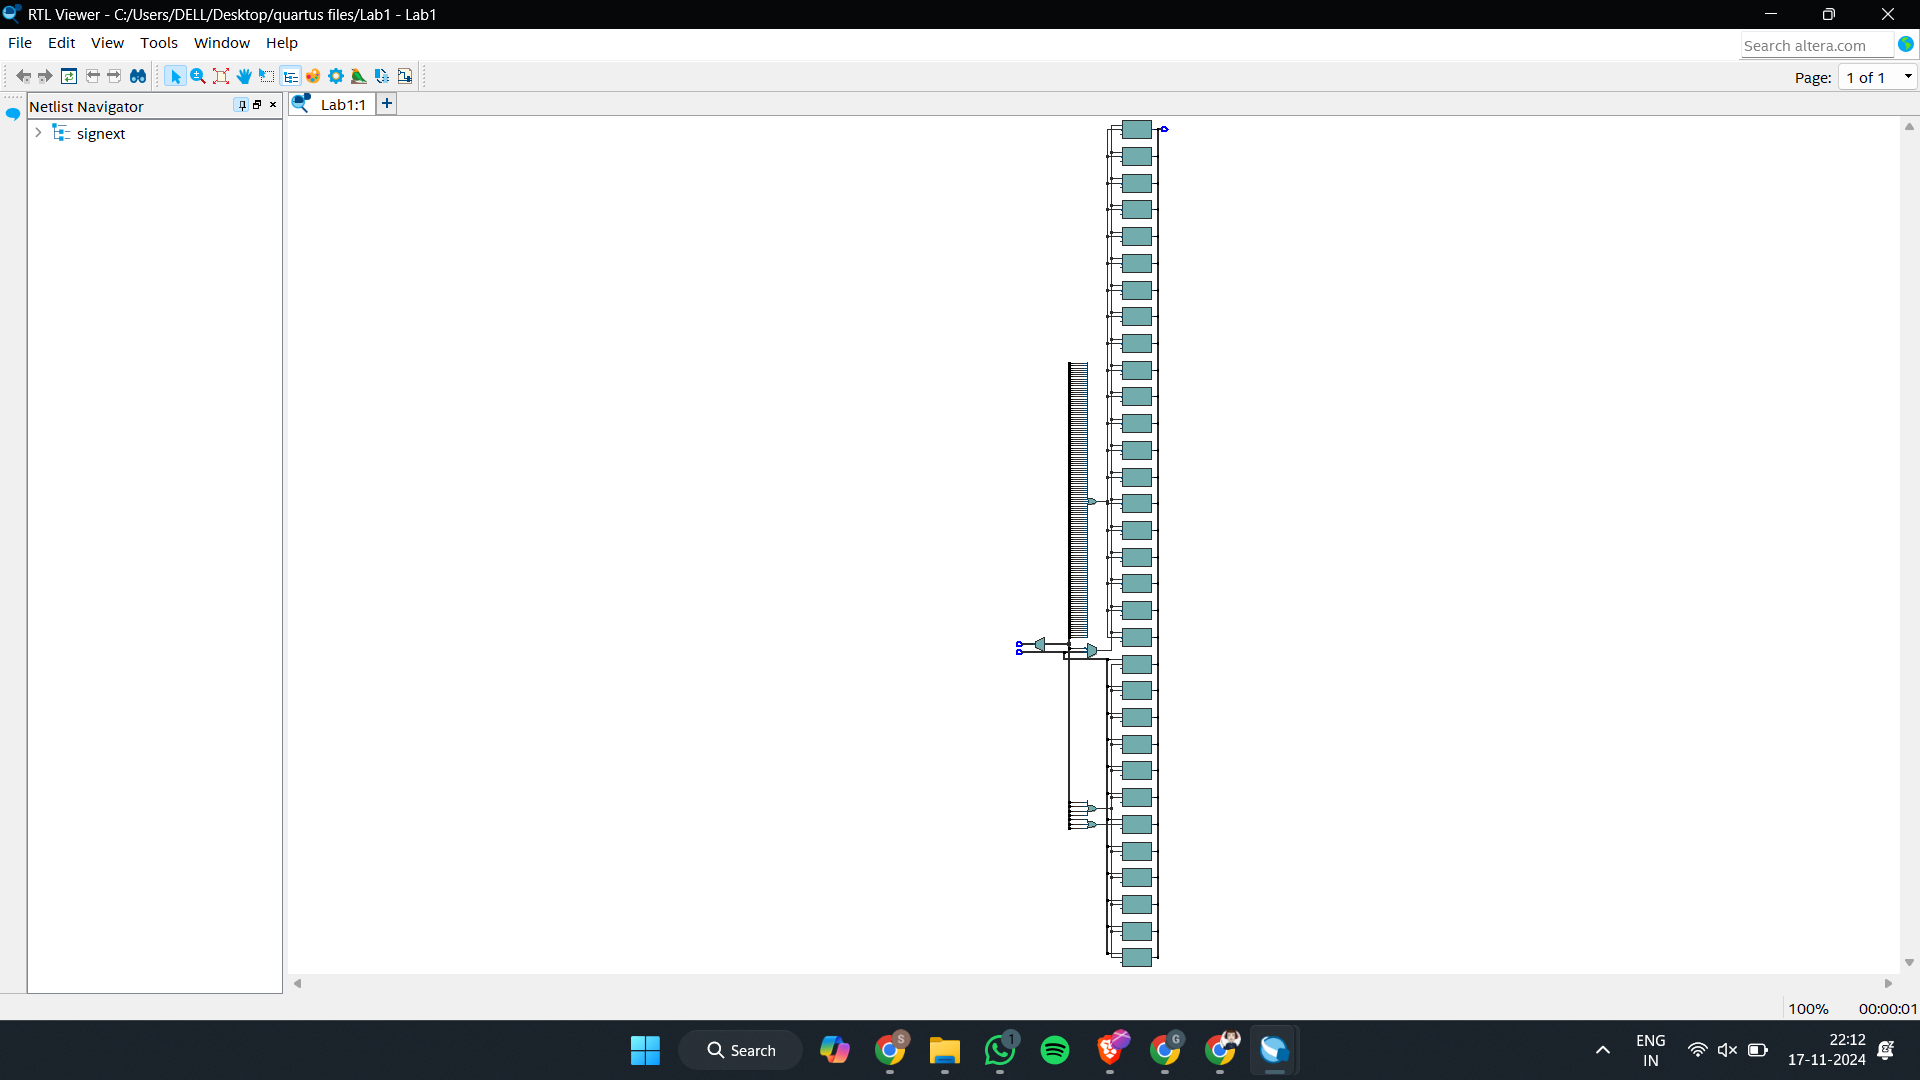 RTL Viewer - C:/Users/DELL/Desktop/quartus files/Lab1 - Lab1
File Edit View Tools Window Help
Search altera.com
Page: 1 of 1
Netlist Navigator
Lab1:1
signext
100% 00:00:01
Search
S
1
G
ENG
IN
22:12
17-11-2024